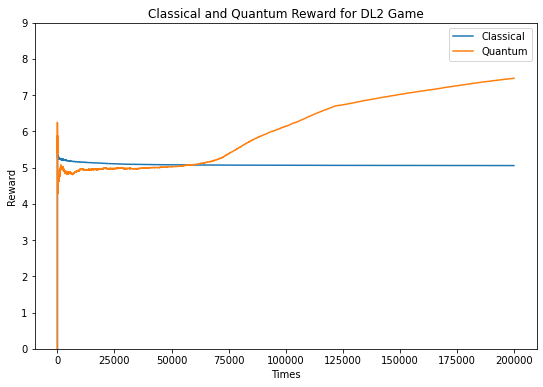 Classical and Quantum Reward for DL2 Game
Classical
Quantum
9
8
7
6
5
4
3
2
1
0
Reward
0 25000 50000 75000 100000 125000 150000 175000 200000
Times